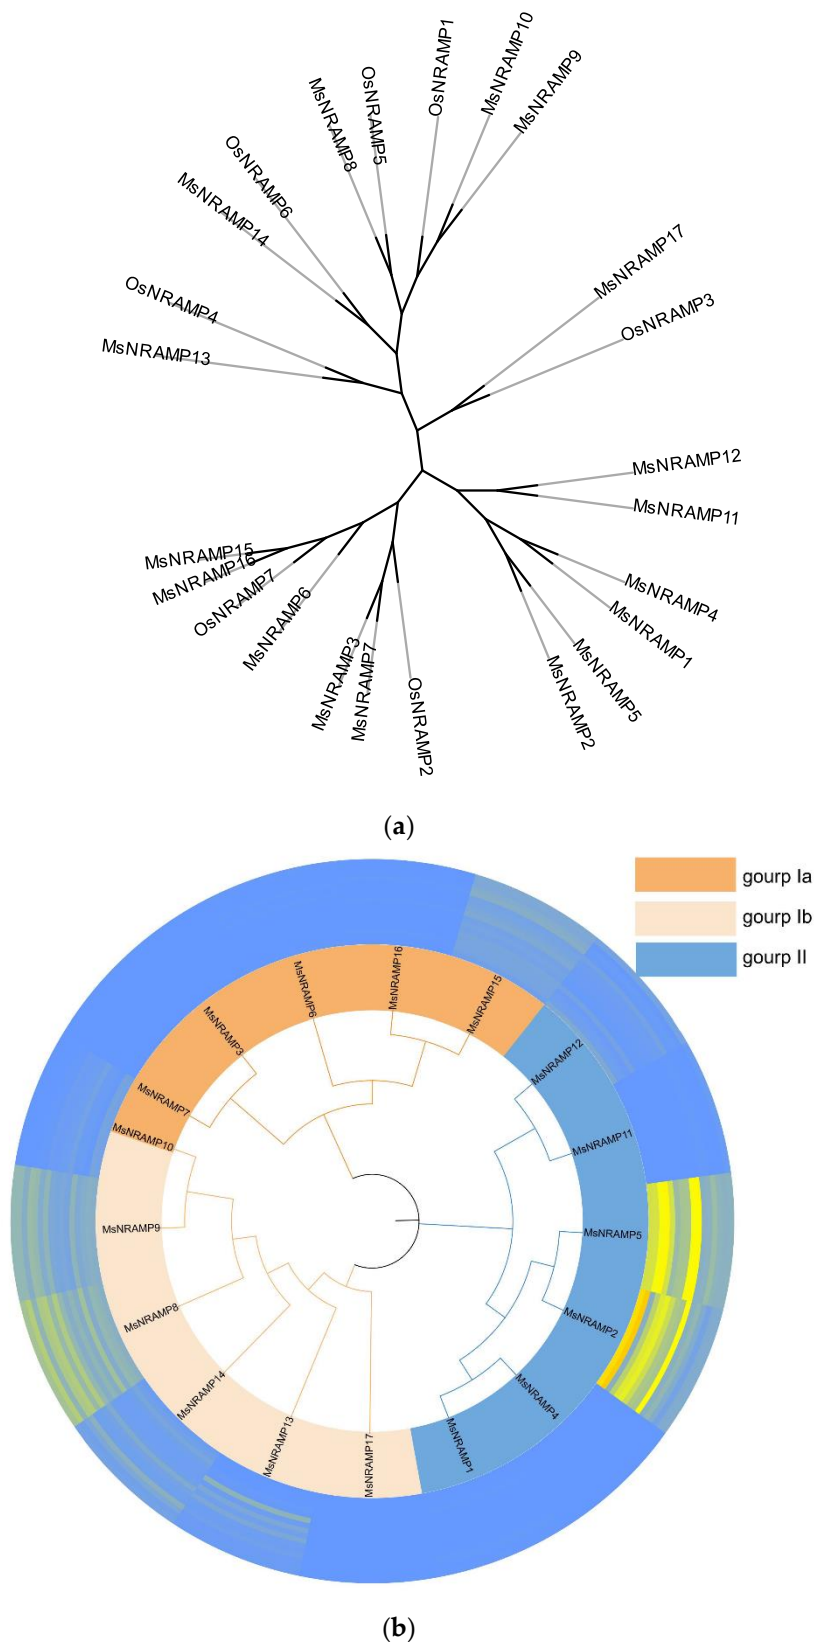 OsNRAMP1
MsNRAMP10
MsNRAMP9
OsNRAMP5
MsNRAMP8
OsNRAMP6
MsNRAMP14
OsNRAMP4
MsNRAMP13
MsNRAMP17
OsNRAMP3
MsNRAMP12
MsNRAMP11
MsNRAMP4
MsNRAMP1
MsNRAMP5
MsNRAMP2
OsNRAMP2
MsNRAMP7
MsNRAMP3
MsNRAMP6
OsNRAMP7
MsNRAMP16
MsNRAMP15
(a)
gourp Ia
gourp Ib
gourp II
MsNRAMP16
MsNRAMP15
MsNRAMP12
MsNRAMP11
MsNRAMP5
MsNRAMP2
MsNRAMP4
MsNRAMP1
MsNRAMP17
MsNRAMP13
MsNRAMP14
MsNRAMP8
MsNRAMP9
MsNRAMP10
MsNRAMP7
MsNRAMP3
MsNRAMP6
(b)